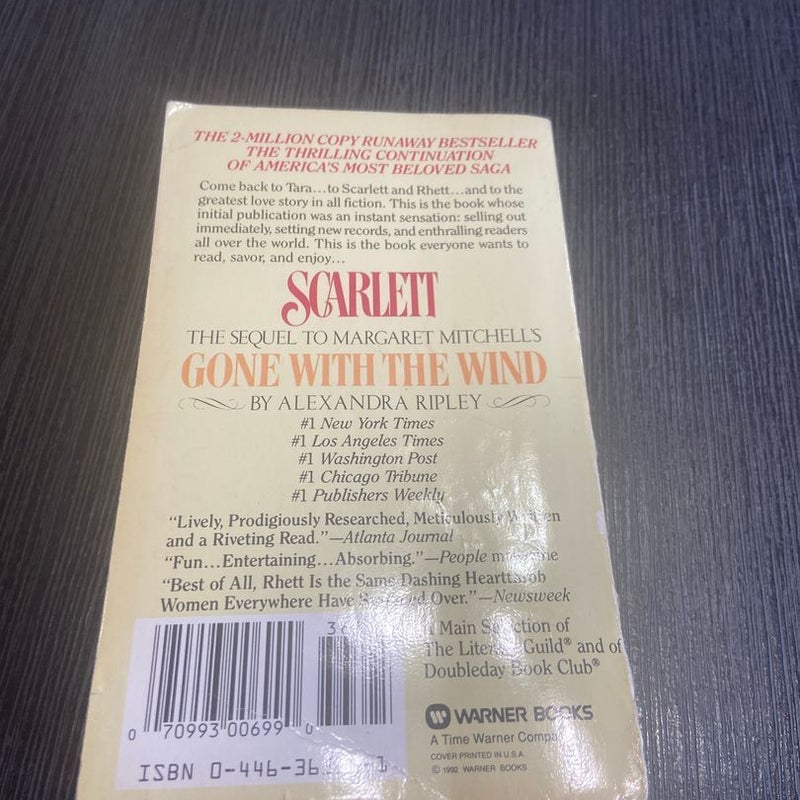 THE 2-MILLION COPY RUNAWAY BESTSELLER
THE THRILLING CONTINUATION
OF AMERICA'S MOST BELOVED SAGA
Come back to Tara...to Scarlett and Rhett...and to the
greatest love story in all fiction. This is the book whose
initial publication was an instant sensation: selling out
immediately, setting new records, and enthralling readers
all over the world. This is the book everyone wants to
read, savor, and enjoy...
SCARLETT
THE SEQUEL TO MARGARET MITCHELL'S
GONE WITH THE WIND
BY ALEXANDRA RIPLEY
#1 New York Times
#1 Los Angeles Times
#1 Washington Post
#1 Chicago Tribune
#1 Publishers Weekly
“Lively, Prodigiously Researched, Meticulously Written
and a Riveting Read.”—Atlanta Journal
“Fun...Entertaining...Absorbing.”—People magazine
“Best of All, Rhett Is the Same Dashing Heartthrob
Women Everywhere Have Swooned Over.”—Newsweek
A Main Selection of
The Literary Guild® and of
Doubleday Book Club®
0 70993 00699 0
ISBN 0-446-
WARNER BOOKS
A Time Warner Company
COVER PRINTED IN U.S.A.
© 1992 WARNER BOOKS